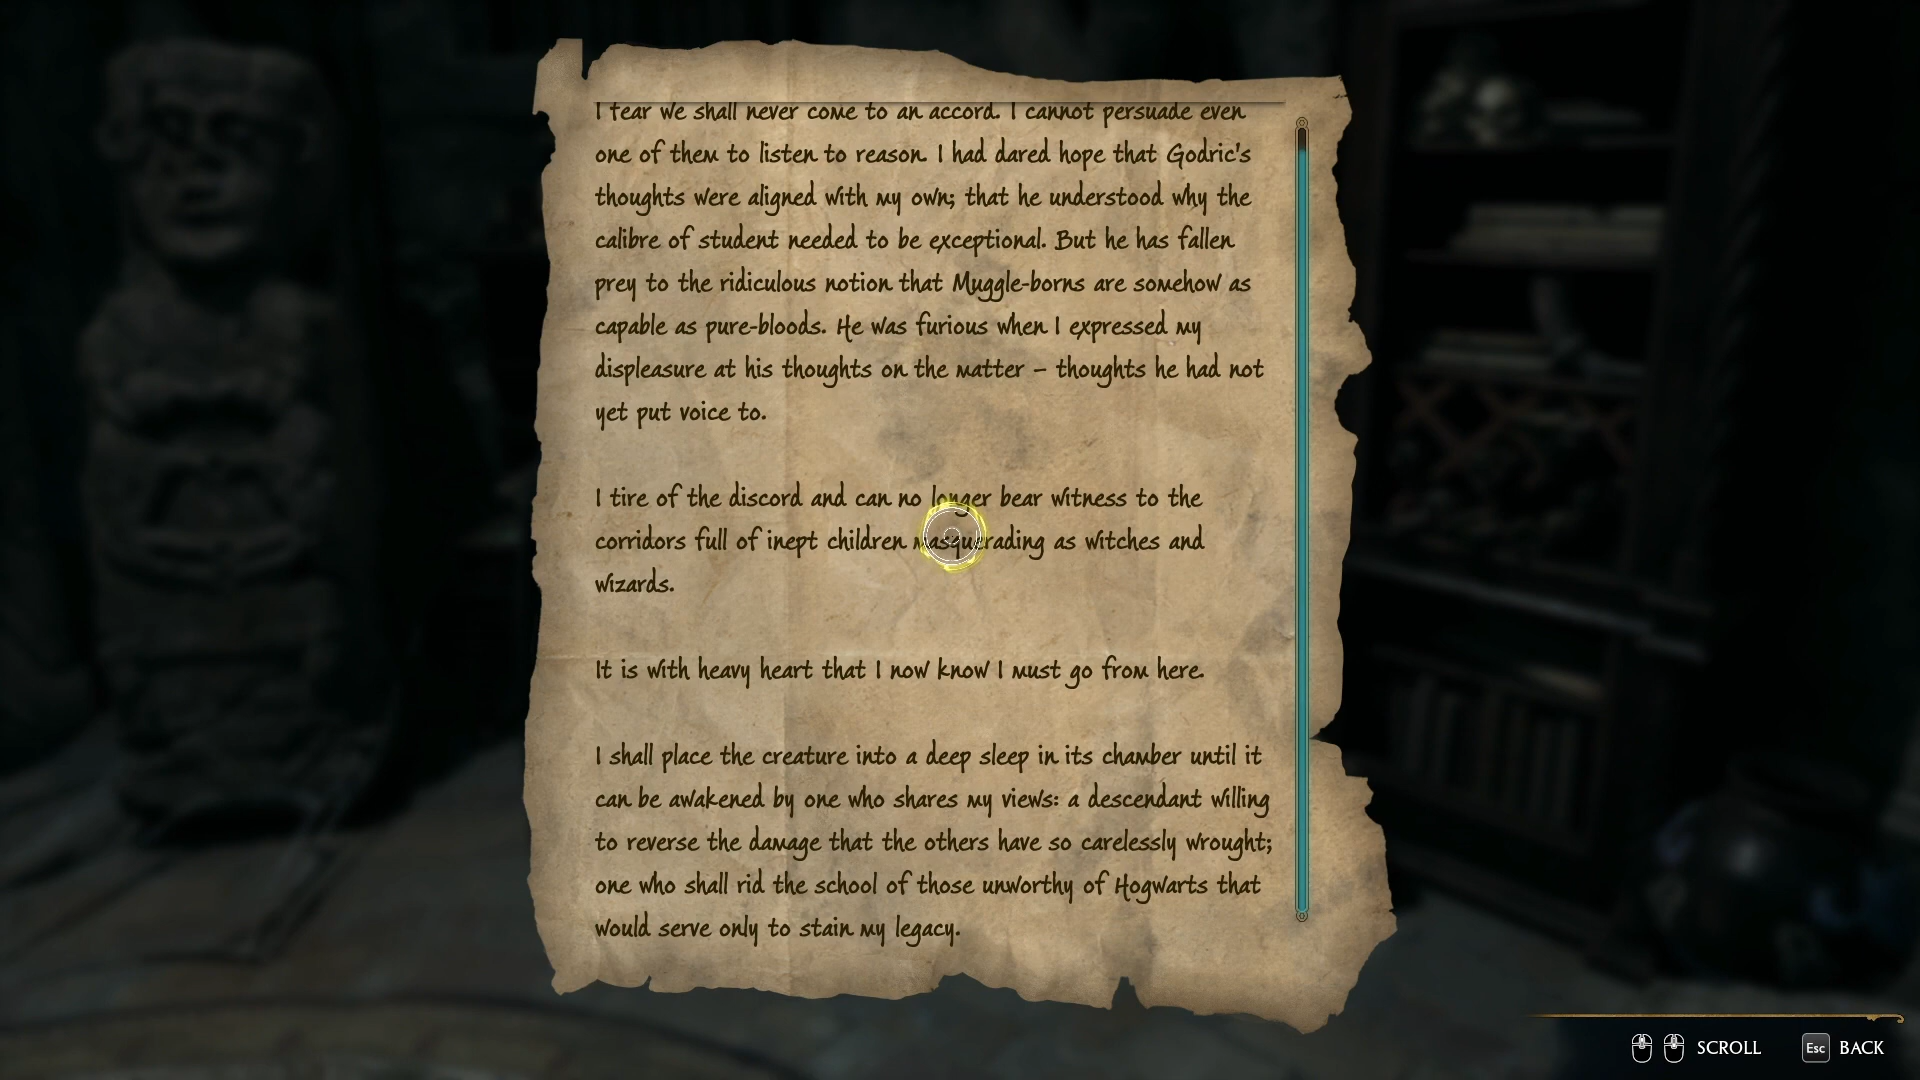 I fear we shall never come to an accord. I cannot persuade even
one of them to listen to reason. I had dared hope that Godric's
thoughts were aligned with my own; that he understood why the
calibre of student needed to be exceptional. But he has fallen
prey to the ridiculous notion that Muggle-borns are somehow as
capable as pure-bloods. He was furious when I expressed my
displeasure at his thoughts on the matter – thoughts he had not
yet put voice to.
I tire of the discord and can no longer bear witness to the
corridors full of inept children masquerading as witches and
wizards.
It is with heavy heart that I now know I must go from here.
I shall place the creature into a deep sleep in its chamber until it
can be awakened by one who shares my views: a descendant willing
to reverse the damage that the others have so carelessly wrought;
one who shall rid the school of those unworthy of Hogwarts that
would serve only to stain my legacy.
SCROLL
Esc BACK